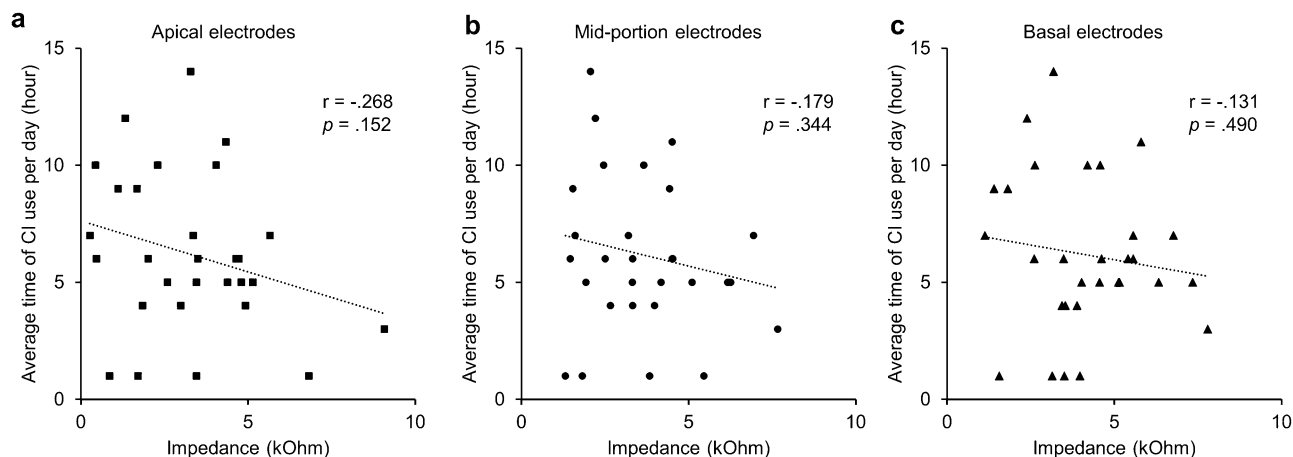 a
Apical electrodes
15
10
5
0
0
5
10
Average time of CI use per day (hour)
Impedance (kOhm)
r = -.268
p = .152
b
Mid-portion electrodes
15
10
5
0
0
5
10
Average time of CI use per day (hour)
Impedance (kOhm)
r = -.179
p = .344
c
Basal electrodes
15
10
5
0
0
5
10
Average time of CI use per day (hour)
Impedance (kOhm)
r = -.131
p = .490